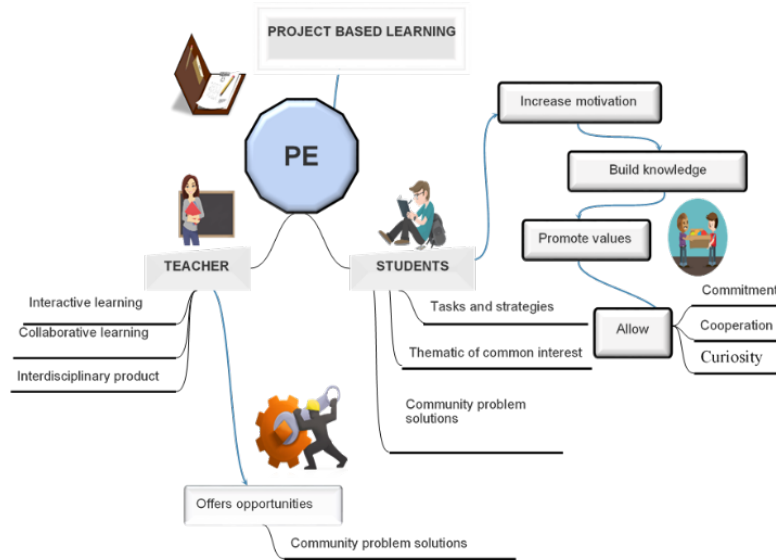 PROJECT BASED LEARNING
PE
TEACHER
Interactive learning
Collaborative learning
Interdisciplinary product
Offers opportunities
Community problem solutions
STUDENTS
Tasks and strategies
Thematic of common interest
Community problem
solutions
Increase motivation
Build knowledge
Promote values
Allow
Commitment
Cooperation
Curiosity